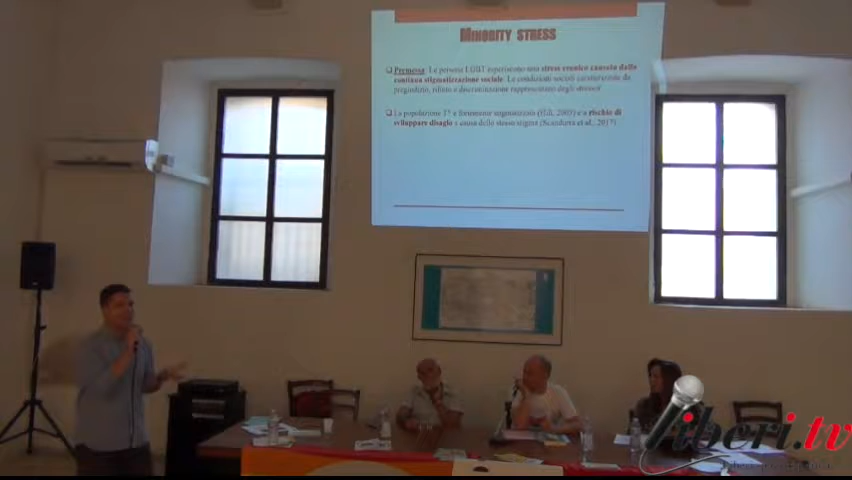 MINORITY STRESS
Premessa: Le persone LGBT esperiscono uno stress cronico causato dalla
continua stigmatizzazione sociale. Le condizioni sociali caratterizzate da
pregiudizio, rifiuto e discriminazione rappresentano degli stressor
La popolazione T* è fortemente stigmatizzata (Hill, 2003) e a rischio di
sviluppare disagio a causa dello stesso stigma (Scandurra et al., 2017)
liberi.tv